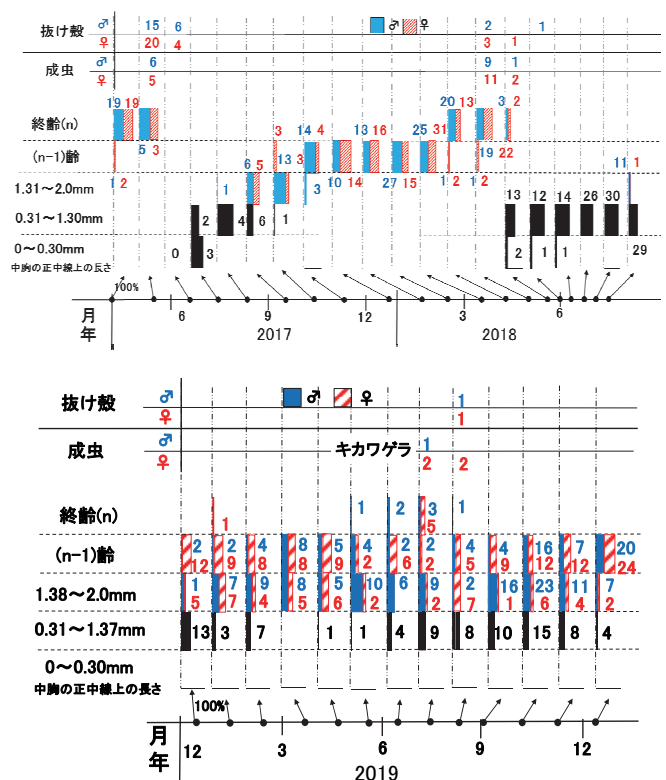 抜け殻 ♂ 15 6 ♂ ♀ 2 1
♀ 20 4 3 1
成虫 ♂ 6 9 1
♀ 5 11 2
19 19 14 4 13 16 25 31 20 13 3 2
終齢(n) 5 3 3 13 3 10 14 27 15 19 22
(n-1)齢 1 2 6 5 1 2 1 2
1.31～2.0mm 1 3 11 1
0.31～1.30mm 2 4 6 1 13 12 14 26 30
0～0.30mm 0 3 2 1 1 29
中胸の正中線上の長さ
100%
月 6 9 12 3 6
年 2017 2018
抜け殻 ♂ ♂ ♀ 1
♀ 1
成虫 ♂ キカワゲラ 1
♀ 2 2
終齢(n) 1 1 2 3 5 1
(n-1)齢 2 2 4 8 5 4 2 2 4 4 16 7 20
12 9 8 8 9 2 6 2 5 9 12 12 24
1.38～2.0mm 1 7 9 8 5 10 6 9 2 16 23 11 7
5 7 4 5 6 2 2 7 1 6 4 2
0.31～1.37mm 13 3 7 1 1 4 9 8 10 15 8 4
0～0.30mm
中胸の正中線上の長さ
100%
月 12 3 6 9 12
年 2019